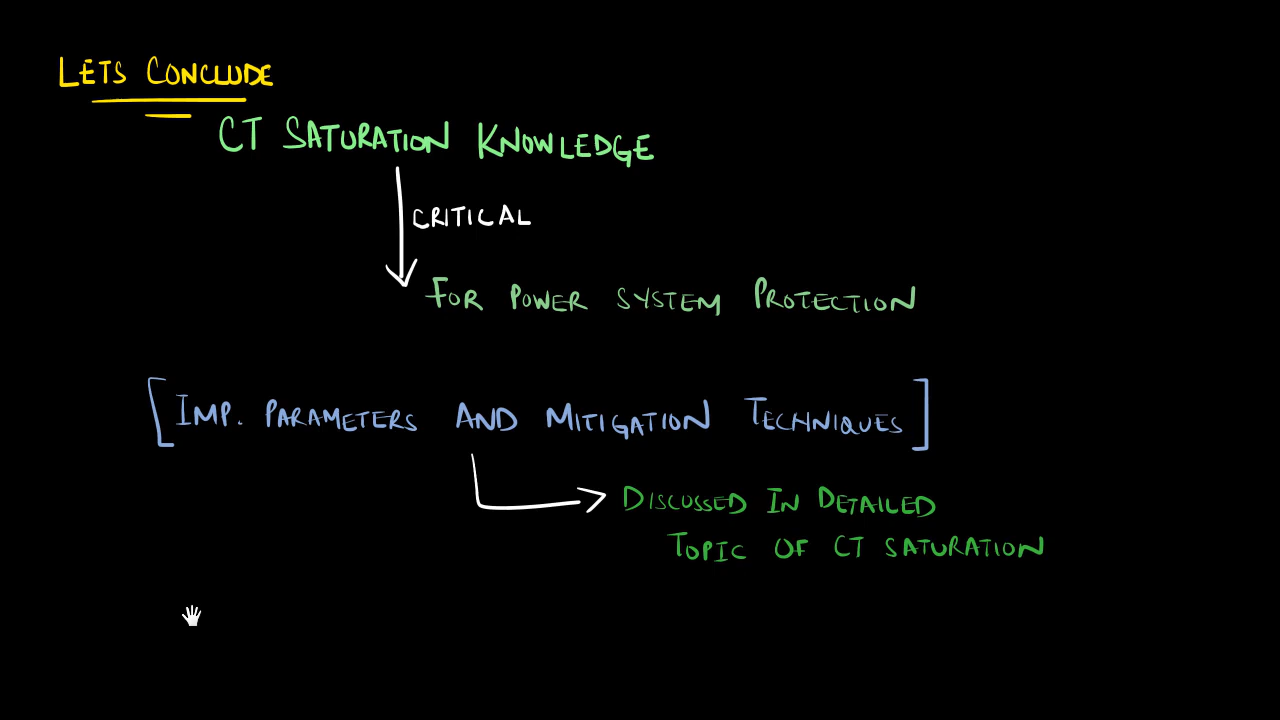 LETS CONCLUDE
CT SATURATION KNOWLEDGE
CRITICAL
FOR POWER SYSTEM PROTECTION
[IMP. PARAMETERS AND MITIGATION TECHNIQUES]
DISCUSSED IN DETAILED
TOPIC OF CT SATURATION